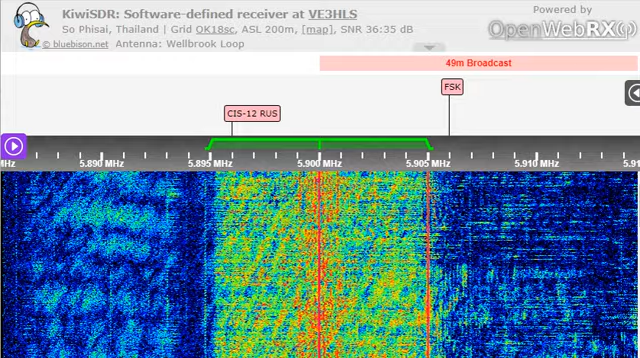 KiwiSDR: Software-defined receiver at VE3HLS
Powered by
So Phisai, Thailand | Grid OK18sc, ASL 200m, [map], SNR 36:35 dB
OpenWebRX
© bluebison.net Antenna: Wellbrook Loop
49m Broadcast
FSK
CIS-12 RUS
MHz 5.890 MHz 5.895 MHz 5.900 MHz 5.905 MHz 5.910 MHz 5.91